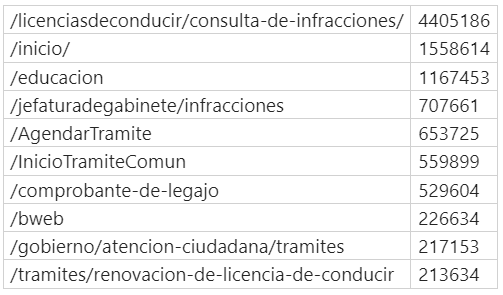 /licenciasdeconducir/consulta-de-infracciones/ 4405186
/inicio/ 1558614
/educacion 1167453
/jefaturadegabinete/infracciones 707661
/AgendarTramite 653725
/InicioTramiteComun 559899
/comprobante-de-legajo 529604
/bweb 226634
/gobierno/atencion-ciudadana/tramites 217153
/tramites/renovacion-de-licencia-de-conducir 213634